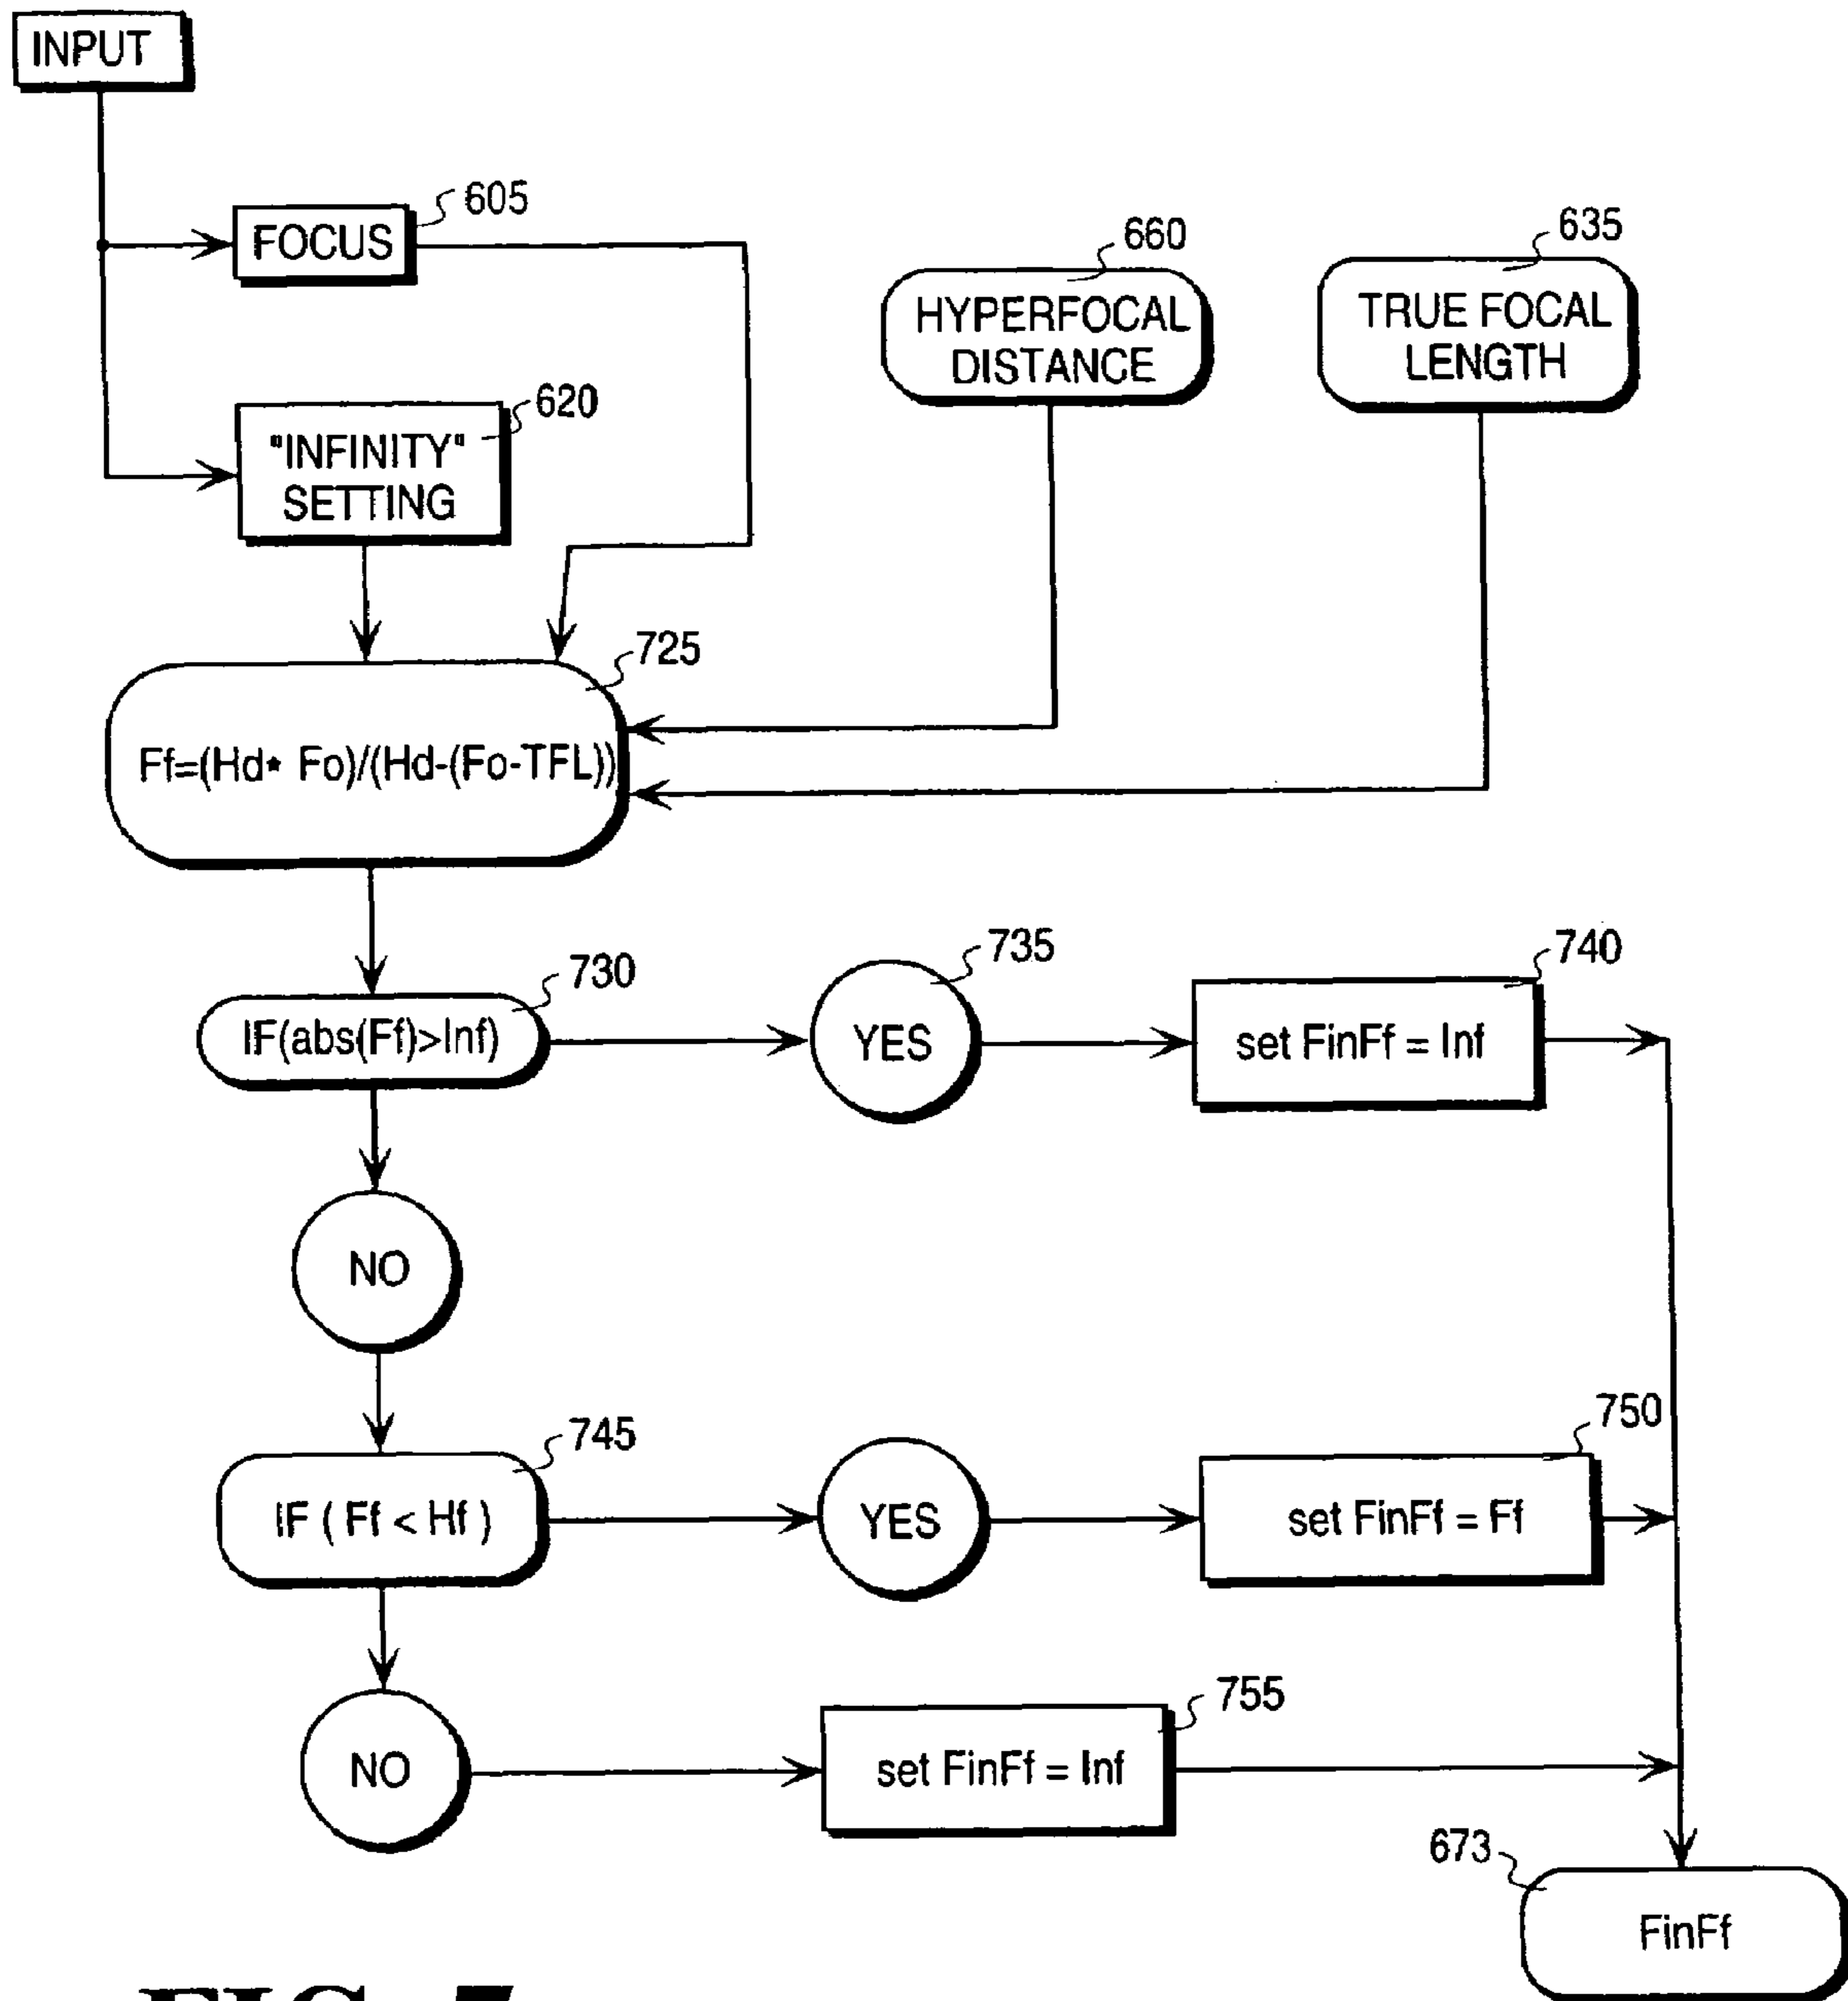 INPUT
605
FOCUS
660
HYPERFOCAL
DISTANCE
635
TRUE FOCAL
LENGTH
620
"INFINITY"
SETTING
725
Ff=(Hd* Fo)/(Hd-(Fo-TFL))
730
IF(abs(Ff)>Inf)
735
YES
740
set FinFf = Inf
NO
745
IF ( Ff < Hf )
YES
750
set FinFf = Ff
NO
755
set FinFf = Inf
673
FinFf